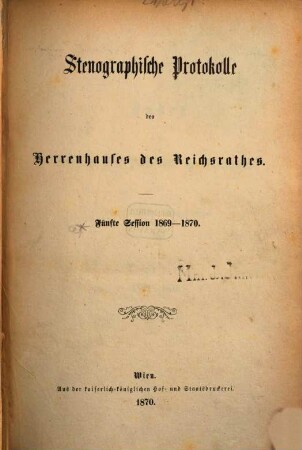 Stenographische Protokolle
des
Herrenhauses des Reichsrathes.
Fünfte Session 1869—1870.
Wien.
Aus der kaiserlich-königlichen Hof- und Staatsdruckerei.
1870.